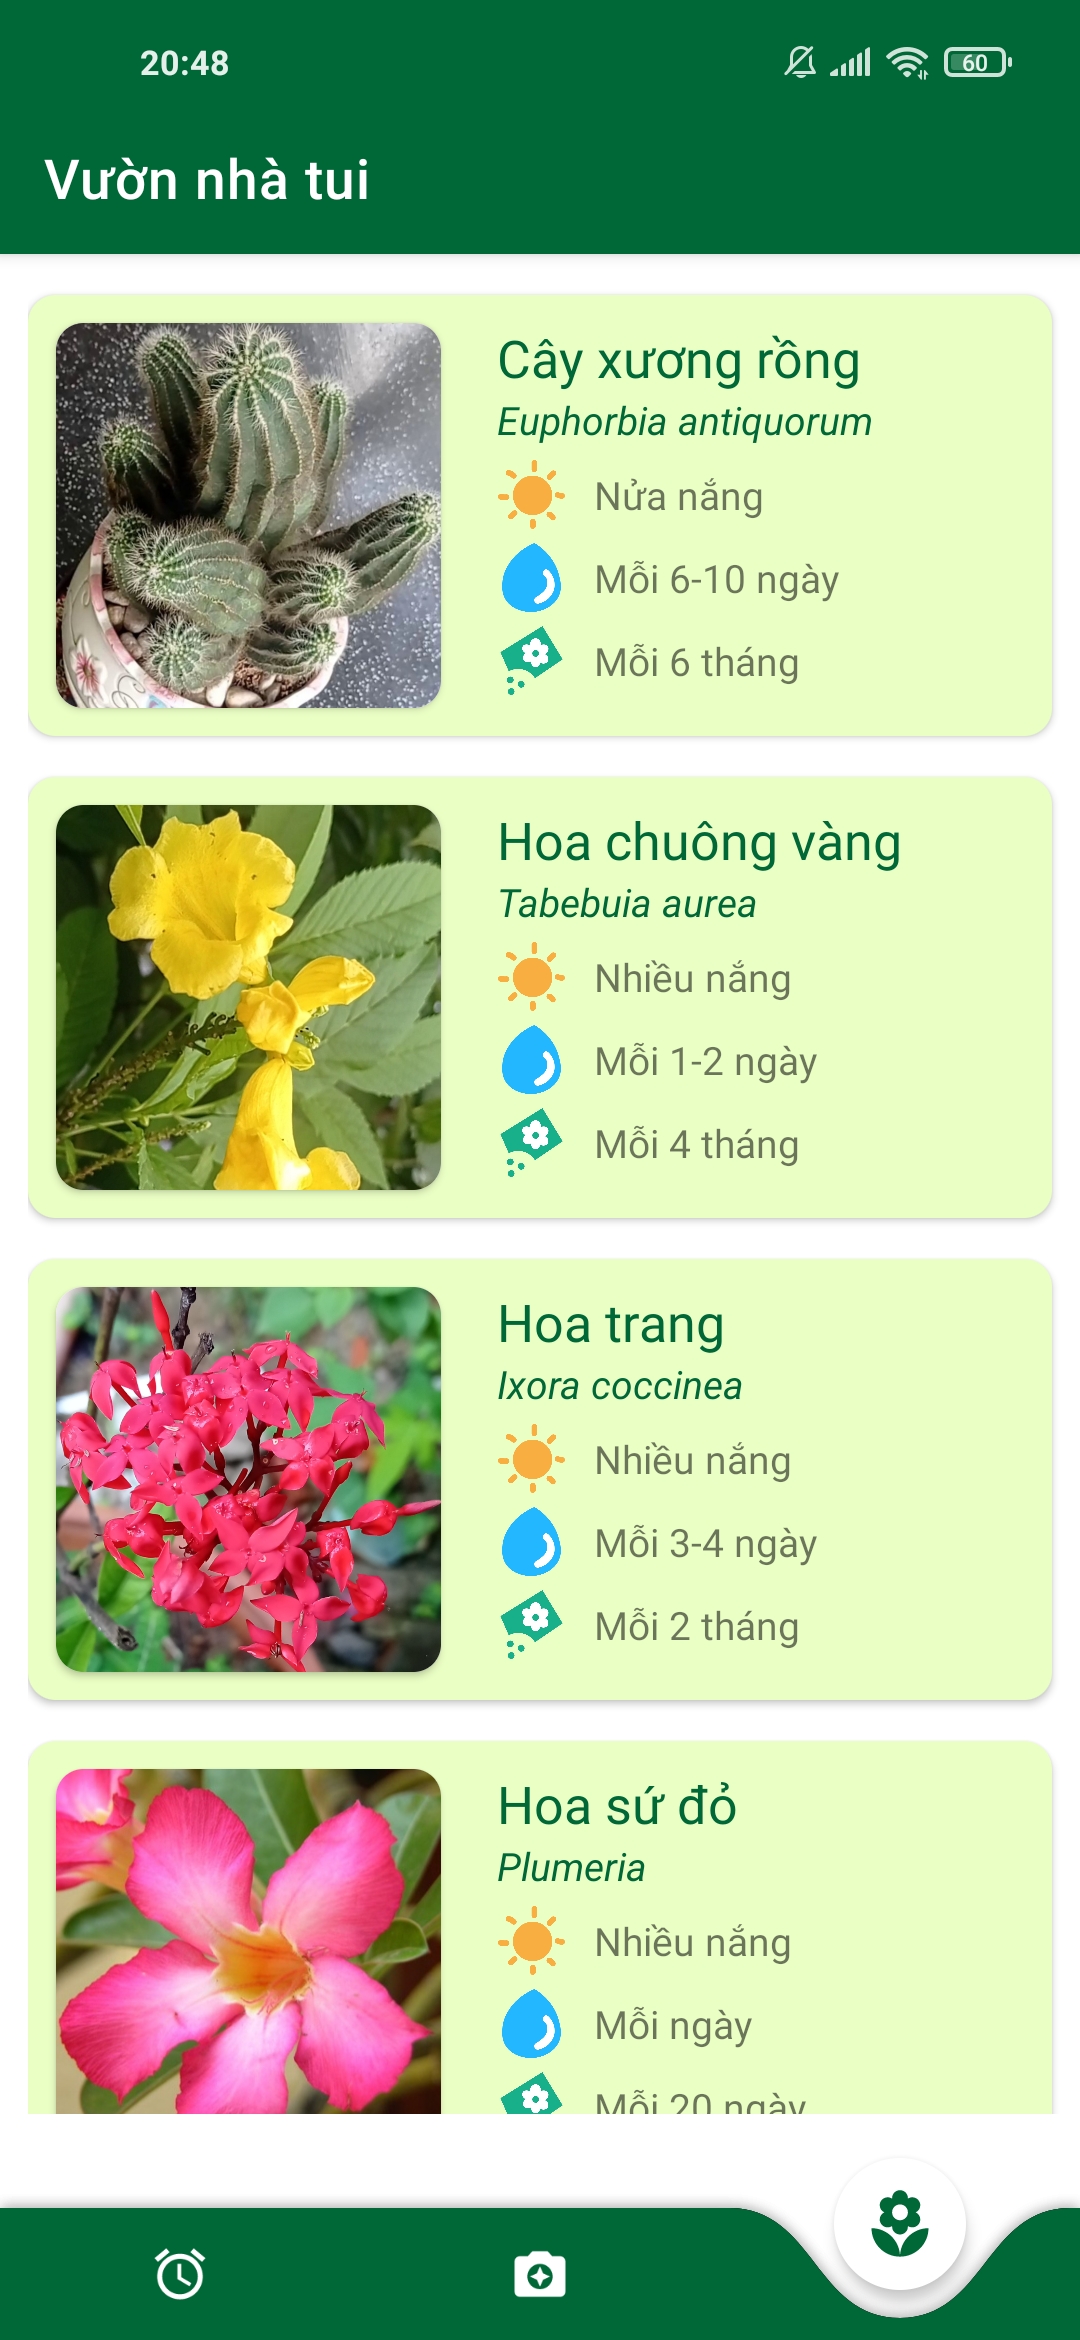 20:48
60
Vườn nhà tui
Cây xương rồng
Euphorbia antiquorum
Nửa nắng
Mỗi 6-10 ngày
Mỗi 6 tháng
Hoa chuông vàng
Tabebuia aurea
Nhiều nắng
Mỗi 1-2 ngày
Mỗi 4 tháng
Hoa trang
Ixora coccinea
Nhiều nắng
Mỗi 3-4 ngày
Mỗi 2 tháng
Hoa sứ đỏ
Plumeria
Nhiều nắng
Mỗi ngày
Mỗi 20 ngày